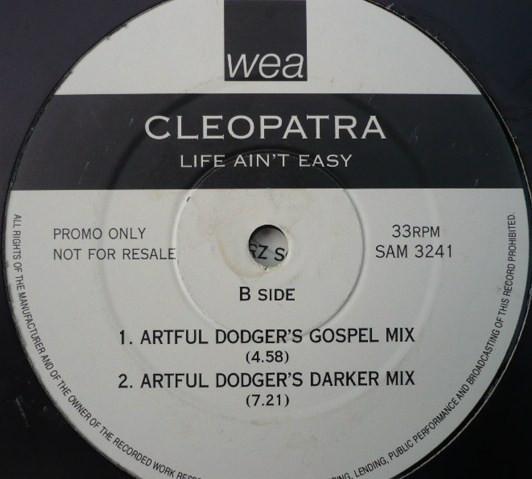 wea
CLEOPATRA
LIFE AIN'T EASY
PROMO ONLY
NOT FOR RESALE
33RPM
SAM 3241
B SIDE
1. ARTFUL DODGER'S GOSPEL MIX
(4.58)
2. ARTFUL DODGER'S DARKER MIX
(7.21)
ALL RIGHTS OF THE MANUFACTURER AND OF THE OWNER OF THE RECORDED WORK
LENDING, PUBLIC PERFORMANCE AND BROADCASTING OF THIS RECORD PROHIBITED.